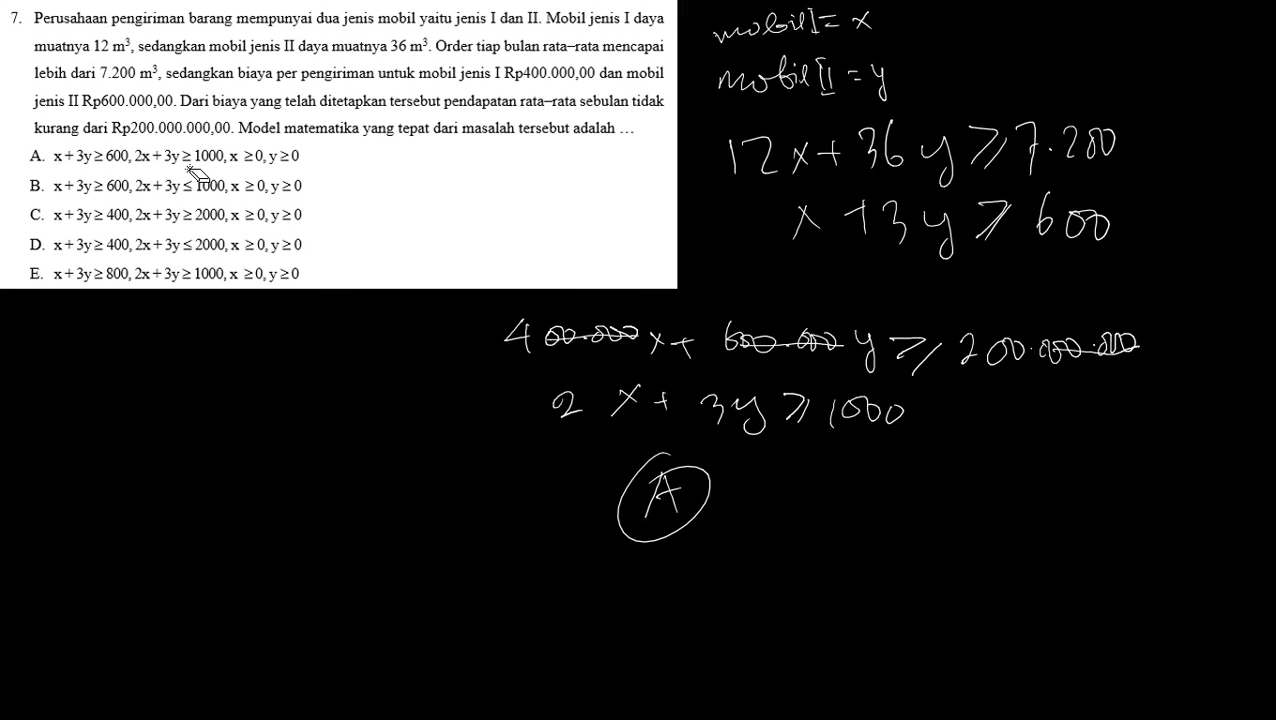 7. Perusahaan pengiriman barang mempunyai dua jenis mobil yaitu jenis I dan II. Mobil jenis I daya
muatnya 12 m³, sedangkan mobil jenis II daya muatnya 36 m³. Order tiap bulan rata–rata mencapai
lebih dari 7.200 m³, sedangkan biaya per pengiriman untuk mobil jenis I Rp400.000,00 dan mobil
jenis II Rp600.000,00. Dari biaya yang telah ditetapkan tersebut pendapatan rata–rata sebulan tidak
kurang dari Rp200.000.000,00. Model matematika yang tepat dari masalah tersebut adalah …
A. x + 3y ≥ 600, 2x + 3y ≥ 1000, x ≥ 0, y ≥ 0
B. x + 3y ≥ 600, 2x + 3y ≤ 1000, x ≥ 0, y ≥ 0
C. x + 3y ≥ 400, 2x + 3y ≥ 2000, x ≥ 0, y ≥ 0
D. x + 3y ≥ 400, 2x + 3y ≤ 2000, x ≥ 0, y ≥ 0
E. x + 3y ≥ 800, 2x + 3y ≥ 1000, x ≥ 0, y ≥ 0
mobil I = x
mobil II = y
12x + 36y ≥ 7.200
x + 3y ≥ 600
400.000 x + 600.000 y ≥ 200.000.000
2x + 3y ≥ 1000
A